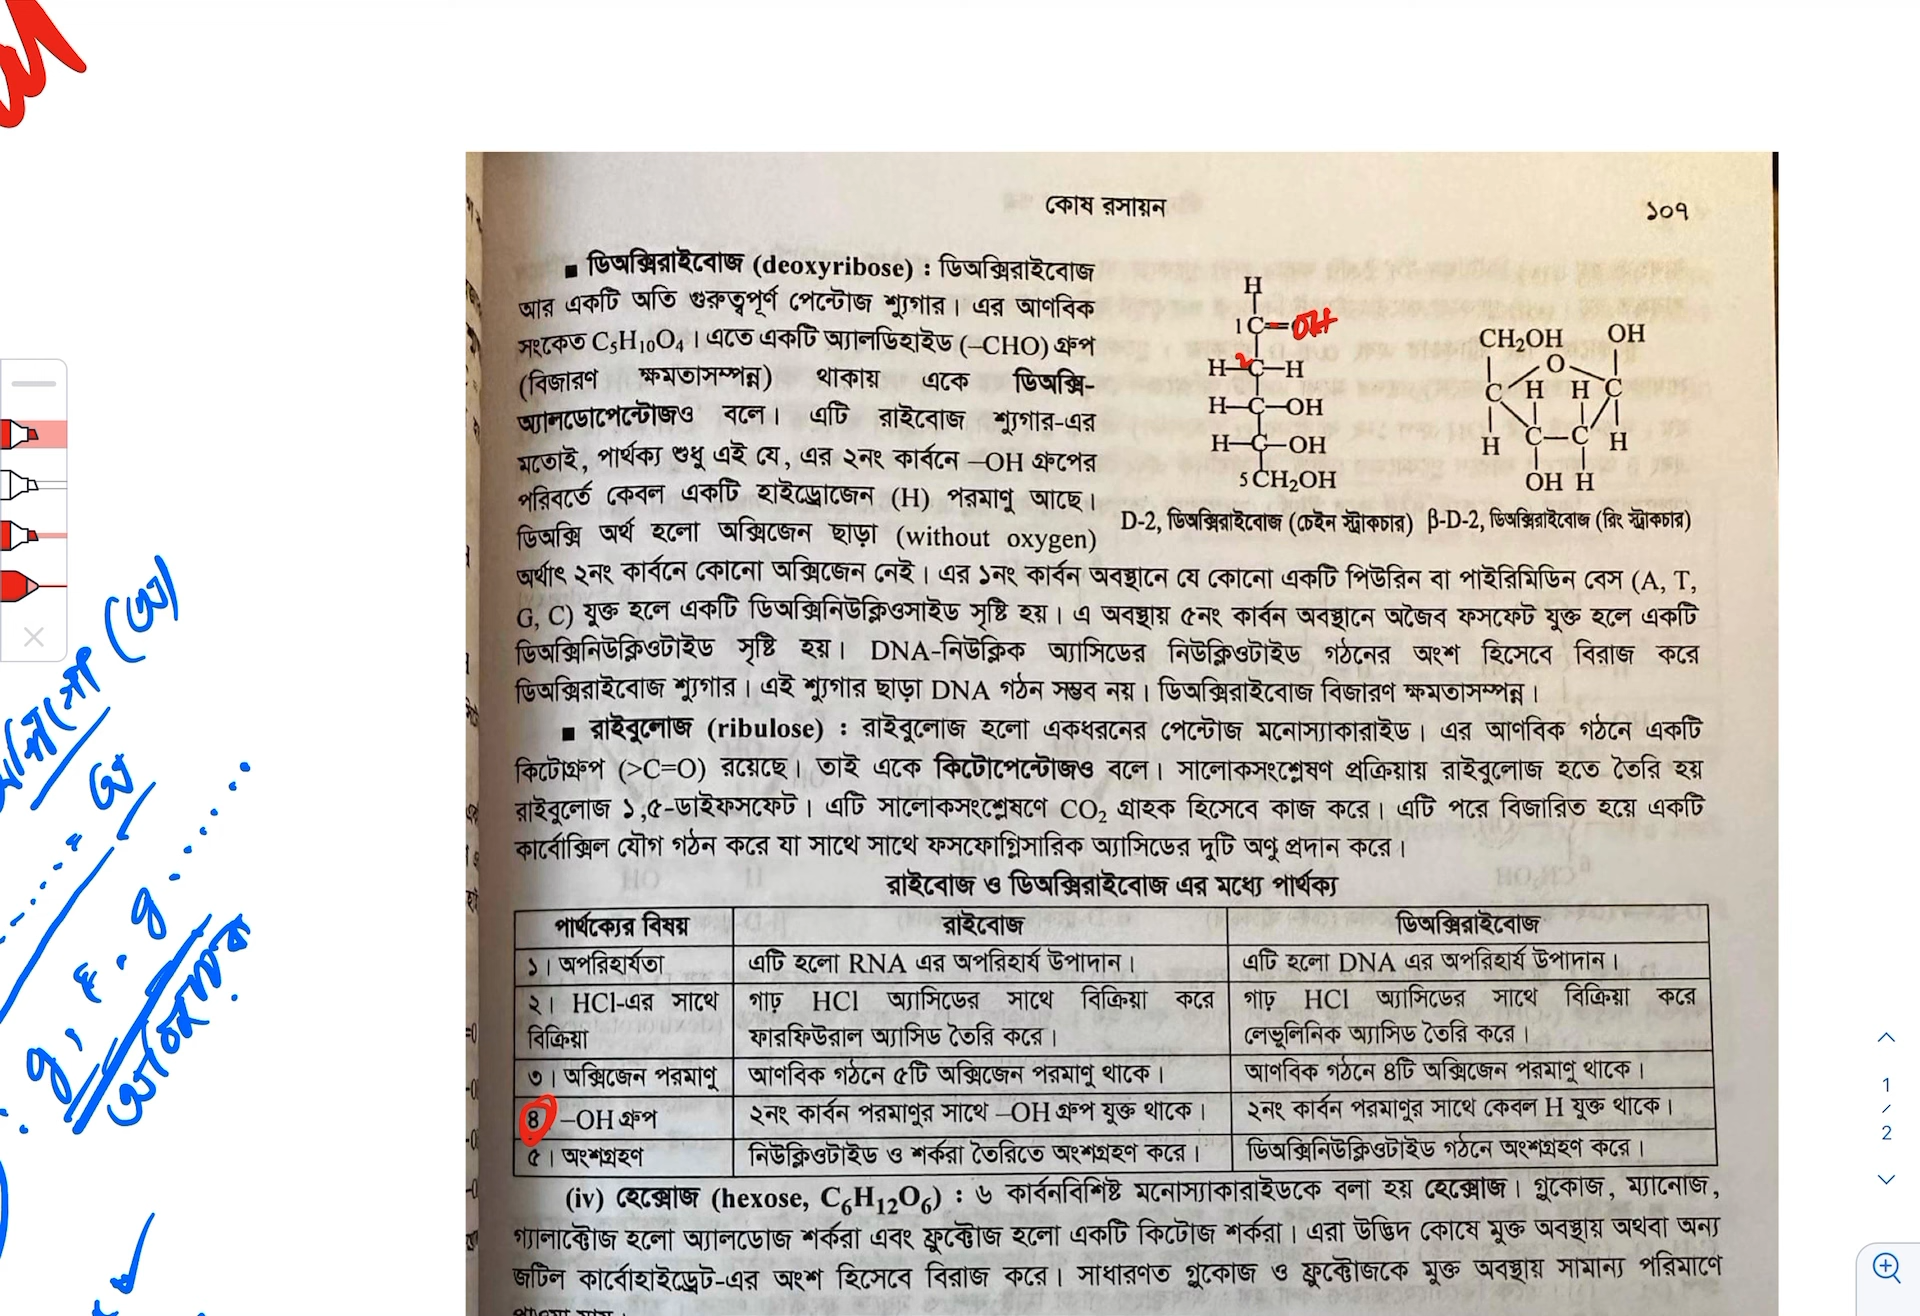 কোষ রসায়ন
১০৭
■ ডিঅক্সিরাইবোজ (deoxyribose) : ডিঅক্সিরাইবোজ
আর একটি অতি গুরুত্বপূর্ণ পেন্টোজ শ্যুগার। এর আণবিক
সংকেত C₅H₁₀O₄। এতে একটি অ্যালডিহাইড (–CHO) গ্রুপ
(বিজারণ ক্ষমতাসম্পন্ন) থাকায় একে ডিঅক্সি-
অ্যালডোপেন্টোজও বলে। এটি রাইবোজ শ্যুগার-এর
মতোই, পার্থক্য শুধু এই যে, এর ২নং কার্বনে –OH গ্রুপের
পরিবর্তে কেবল একটি হাইড্রোজেন (H) পরমাণু আছে।
ডিঅক্সি অর্থ হলো অক্সিজেন ছাড়া (without oxygen)
H
1C=OH
H–C–H
2
H–C–OH
H–C–OH
5CH₂OH
D-2, ডিঅক্সিরাইবোজ (চেইন স্ট্রাকচার)
CH₂OH OH
O
C H H C
H C–C H
OH H
β-D-2, ডিঅক্সিরাইবোজ (রিং স্ট্রাকচার)
অর্থাৎ ২নং কার্বনে কোনো অক্সিজেন নেই। এর ১নং কার্বন অবস্থানে যে কোনো একটি পিউরিন বা পাইরিমিডিন বেস (A, T,
G, C) যুক্ত হলে একটি ডিঅক্সিনিউক্লিওসাইড সৃষ্টি হয়। এ অবস্থায় ৫নং কার্বন অবস্থানে অজৈব ফসফেট যুক্ত হলে একটি
ডিঅক্সিনিউক্লিওটাইড সৃষ্টি হয়। DNA-নিউক্লিক অ্যাসিডের নিউক্লিওটাইড গঠনের অংশ হিসেবে বিরাজ করে
ডিঅক্সিরাইবোজ শ্যুগার। এই শ্যুগার ছাড়া DNA গঠন সম্ভব নয়। ডিঅক্সিরাইবোজ বিজারণ ক্ষমতাসম্পন্ন।
■ রাইবুলোজ (ribulose) : রাইবুলোজ হলো একধরনের পেন্টোজ মনোস্যাকারাইড। এর আণবিক গঠনে একটি
কিটোগ্রুপ (>C=O) রয়েছে। তাই একে কিটোপেন্টোজও বলে। সালোকসংশ্লেষণ প্রক্রিয়ায় রাইবুলোজ হতে তৈরি হয়
রাইবুলোজ ১,৫-ডাইফসফেট। এটি সালোকসংশ্লেষণে CO₂ গ্রাহক হিসেবে কাজ করে। এটি পরে বিজারিত হয়ে একটি
কার্বোক্সিল যৌগ গঠন করে যা সাথে সাথে ফসফোগ্লিসারিক অ্যাসিডের দুটি অণু প্রদান করে।
রাইবোজ ও ডিঅক্সিরাইবোজ এর মধ্যে পার্থক্য
পার্থক্যের বিষয় রাইবোজ ডিঅক্সিরাইবোজ
১। অপরিহার্যতা এটি হলো RNA এর অপরিহার্য উপাদান। এটি হলো DNA এর অপরিহার্য উপাদান।
২। HCl-এর সাথে গাঢ় HCl অ্যাসিডের সাথে বিক্রিয়া করে গাঢ় HCl অ্যাসিডের সাথে বিক্রিয়া করে
বিক্রিয়া ফারফিউরাল অ্যাসিড তৈরি করে। লেভুলিনিক অ্যাসিড তৈরি করে।
৩। অক্সিজেন পরমাণু আণবিক গঠনে ৫টি অক্সিজেন পরমাণু থাকে। আণবিক গঠনে ৪টি অক্সিজেন পরমাণু থাকে।
৪ –OH গ্রুপ ২নং কার্বন পরমাণুর সাথে –OH গ্রুপ যুক্ত থাকে। ২নং কার্বন পরমাণুর সাথে কেবল H যুক্ত থাকে।
৫। অংশগ্রহণ নিউক্লিওটাইড ও শর্করা তৈরিতে অংশগ্রহণ করে। ডিঅক্সিনিউক্লিওটাইড গঠনে অংশগ্রহণ করে।
(iv) হেক্সোজ (hexose, C₆H₁₂O₆) : ৬ কার্বনবিশিষ্ট মনোস্যাকারাইডকে বলা হয় হেক্সোজ। গ্লুকোজ, ম্যানোজ,
গ্যালাক্টোজ হলো অ্যালডোজ শর্করা এবং ফ্রুক্টোজ হলো একটি কিটোজ শর্করা। এরা উদ্ভিদ কোষে মুক্ত অবস্থায় অথবা অন্য
জটিল কার্বোহাইড্রেট-এর অংশ হিসেবে বিরাজ করে। সাধারণত গ্লুকোজ ও ফ্রুক্টোজকে মুক্ত অবস্থায় সামান্য পরিমাণে
1
2